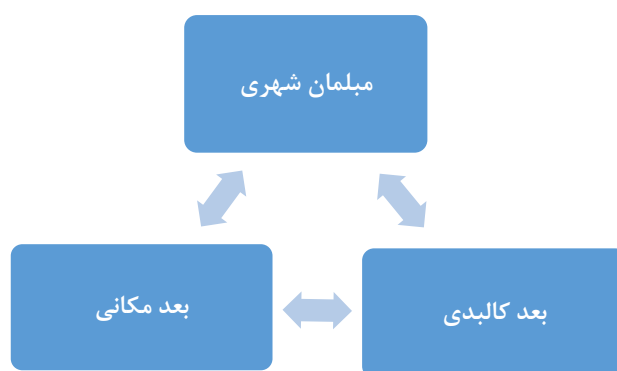 مبلمان شهری
بعد کالبدی
بعد مکانی